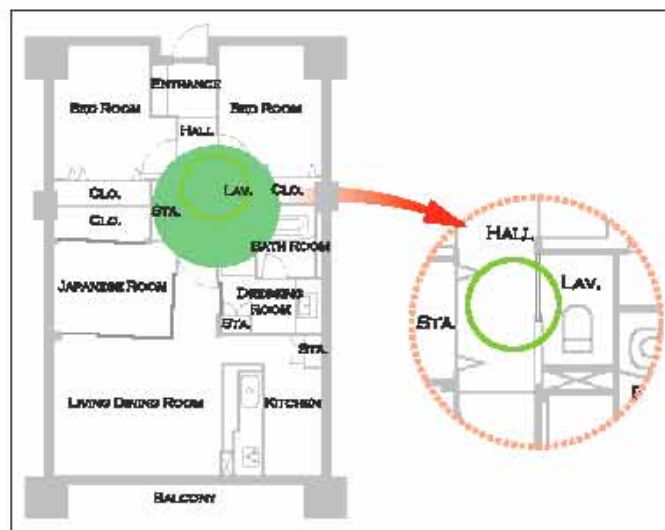 ENTRANCE
BED ROOM
BED ROOM
HALL
CLO.
LAV.
CLO.
STA.
CLO.
BATH ROOM
JAPANESE ROOM
DRESSING
ROOM
STA.
STA.
LIVING DINING ROOM
KITCHEN
BALCONY
HALL
LAV.
STA.